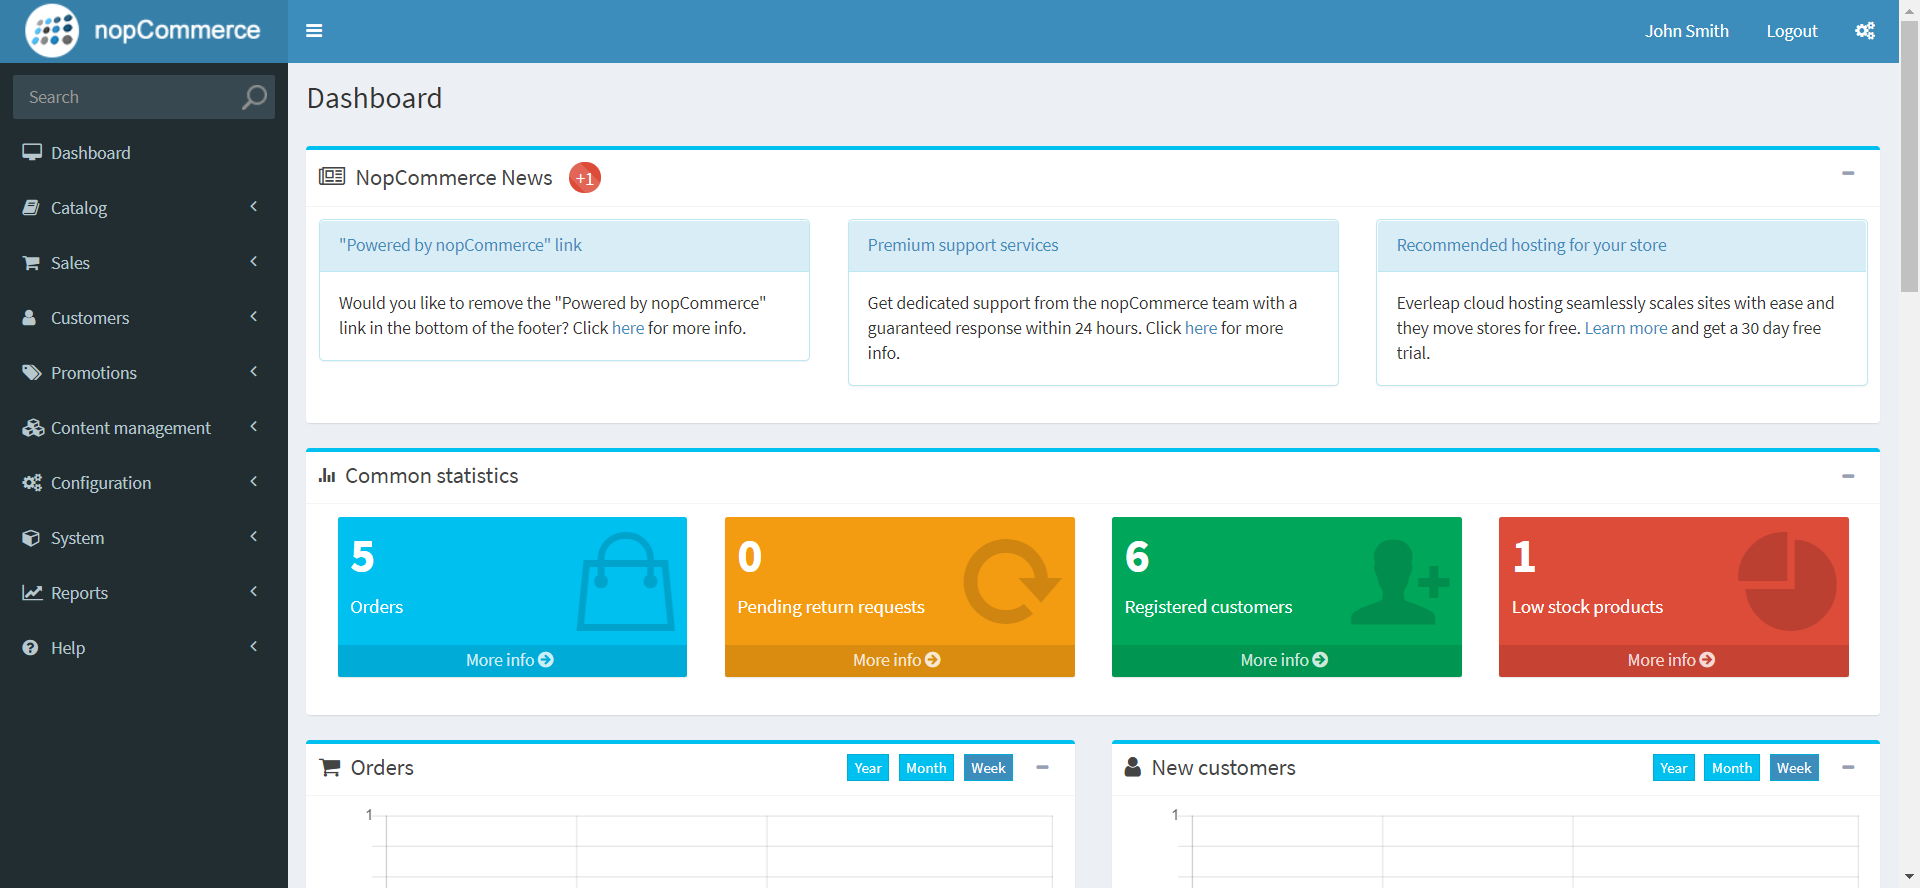 nopCommerce
John Smith
Logout
Search
Dashboard
Catalog
Sales
Customers
Promotions
Content management
Configuration
System
Reports
Help
Dashboard
NopCommerce News
+1
"Powered by nopCommerce" link
Would you like to remove the "Powered by nopCommerce"
link in the bottom of the footer? Click here for more info.
Premium support services
Get dedicated support from the nopCommerce team with a
guaranteed response within 24 hours. Click here for more
info.
Recommended hosting for your store
Everleap cloud hosting seamlessly scales sites with ease and
they move stores for free. Learn more and get a 30 day free
trial.
Common statistics
5
Orders
More info
0
Pending return requests
More info
6
Registered customers
More info
1
Low stock products
More info
Orders
Year
Month
Week
1
New customers
Year
Month
Week
1